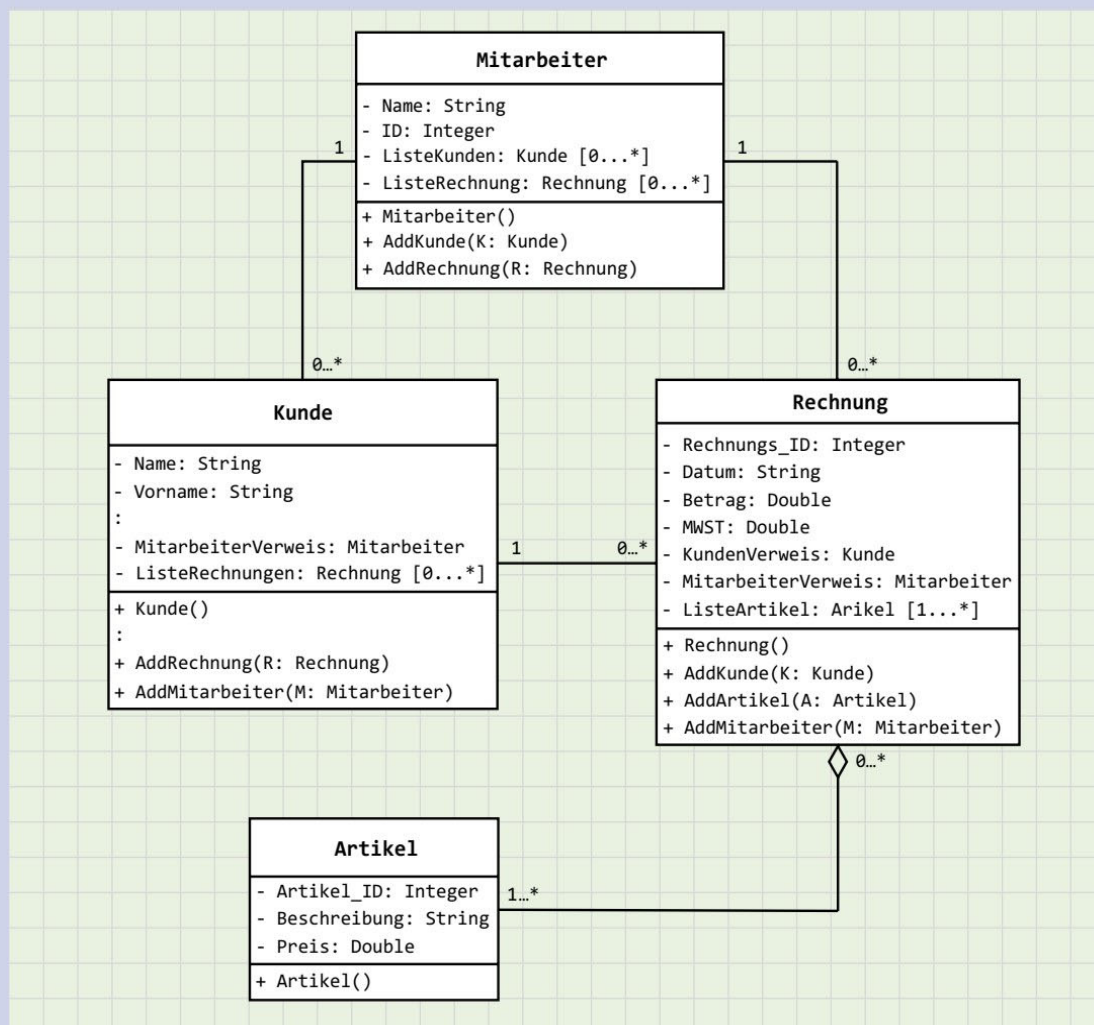 Mitarbeiter
- Name: String
- ID: Integer
- ListeKunden: Kunde [0...*]
- ListeRechnung: Rechnung [0...*]
+ Mitarbeiter()
+ AddKunde(K: Kunde)
+ AddRechnung(R: Rechnung)
1
1
0…*
0…*
Kunde
- Name: String
- Vorname: String
:
- MitarbeiterVerweis: Mitarbeiter
- ListeRechnungen: Rechnung [0...*]
+ Kunde()
:
+ AddRechnung(R: Rechnung)
+ AddMitarbeiter(M: Mitarbeiter)
1
0…*
Rechnung
- Rechnungs_ID: Integer
- Datum: String
- Betrag: Double
- MWST: Double
- KundenVerweis: Kunde
- MitarbeiterVerweis: Mitarbeiter
- ListeArtikel: Arikel [1...*]
+ Rechnung()
+ AddKunde(K: Kunde)
+ AddArtikel(A: Artikel)
+ AddMitarbeiter(M: Mitarbeiter)
0…*
Artikel
- Artikel_ID: Integer
- Beschreibung: String
- Preis: Double
+ Artikel()
1…*